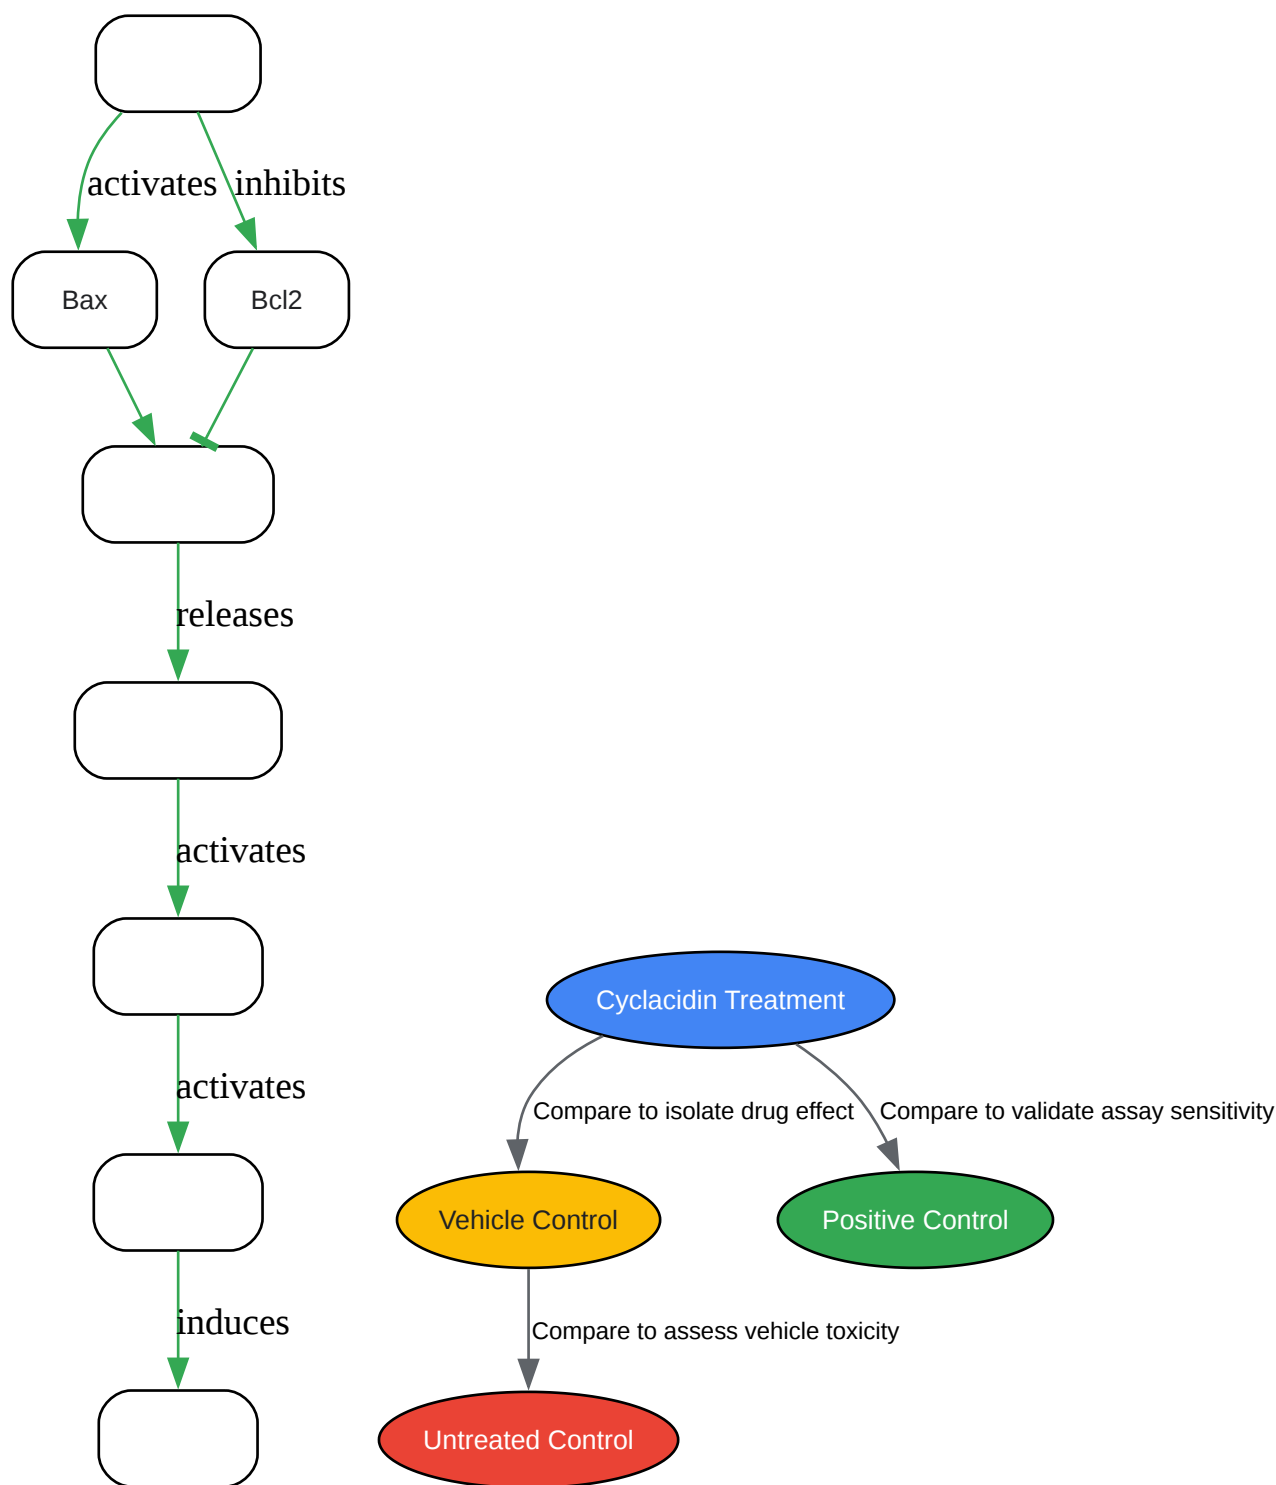 activates
inhibits
Bax
Bcl2
releases
activates
activates
induces
Cyclacidin Treatment
Compare to isolate drug effect
Compare to validate assay sensitivity
Vehicle Control
Positive Control
Compare to assess vehicle toxicity
Untreated Control